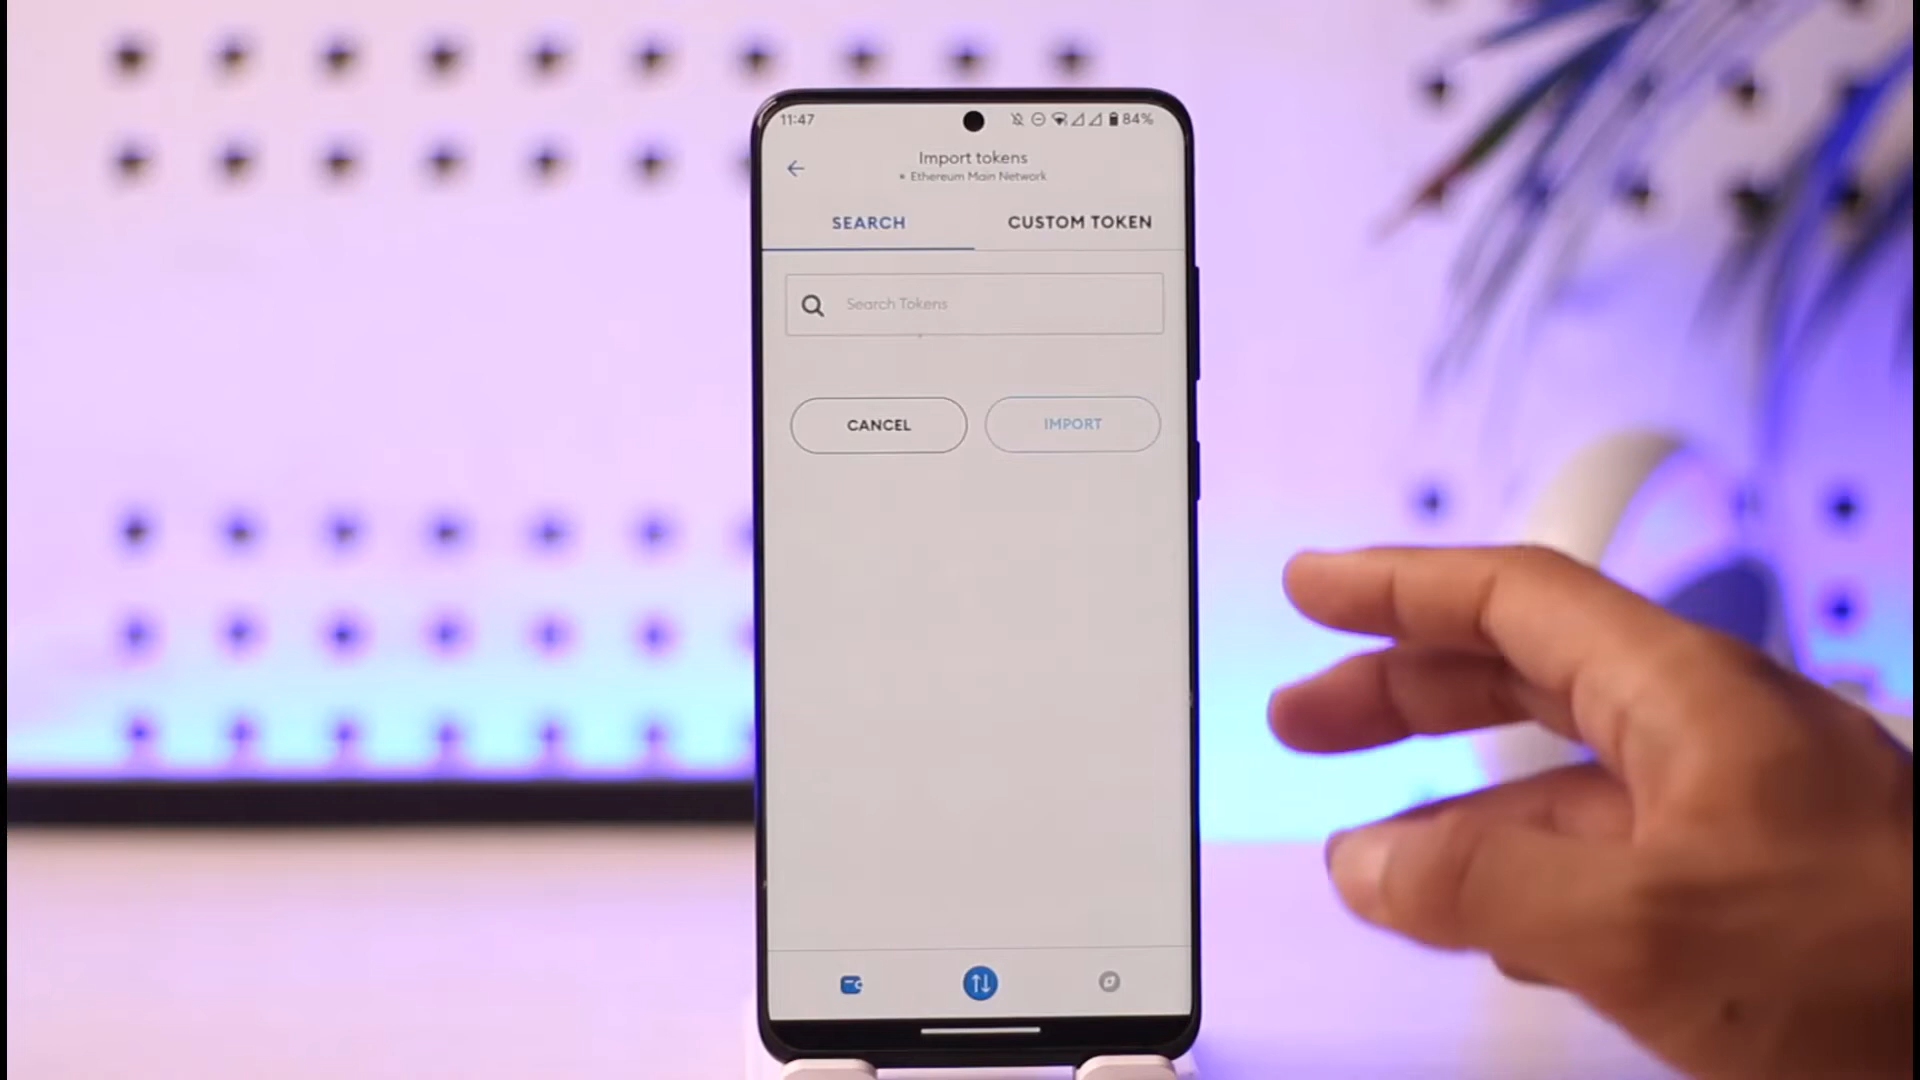 11:47
84%
Import tokens
Ethereum Main Network
SEARCH
CUSTOM TOKEN
Search Tokens
CANCEL
IMPORT